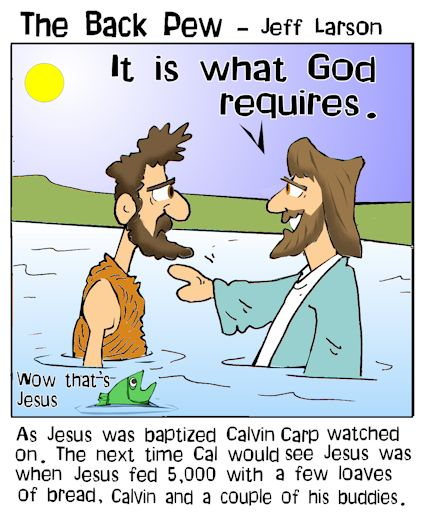 The Back Pew – Jeff Larson
It is what God
requires.
Wow that's
Jesus
As Jesus was baptized Calvin Carp watched
on. The next time Cal would see Jesus was
when Jesus fed 5,000 with a few loaves
of bread, Calvin and a couple of his buddies.